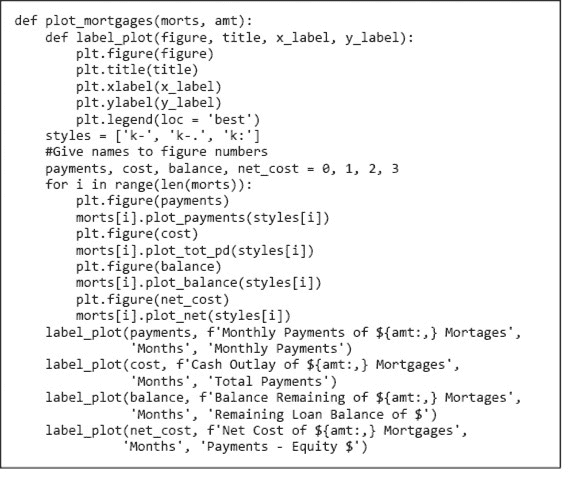 def plot_mortgages(morts, amt):
    def label_plot(figure, title, x_label, y_label):
        plt.figure(figure)
        plt.title(title)
        plt.xlabel(x_label)
        plt.ylabel(y_label)
        plt.legend(loc = 'best')
    styles = ['k-', 'k-.', 'k:']
    #Give names to figure numbers
    payments, cost, balance, net_cost = 0, 1, 2, 3
    for i in range(len(morts)):
        plt.figure(payments)
        morts[i].plot_payments(styles[i])
        plt.figure(cost)
        morts[i].plot_tot_pd(styles[i])
        plt.figure(balance)
        morts[i].plot_balance(styles[i])
        plt.figure(net_cost)
        morts[i].plot_net(styles[i])
    label_plot(payments, f'Monthly Payments of ${amt:,} Mortages',
               'Months', 'Monthly Payments')
    label_plot(cost, f'Cash Outlay of ${amt:,} Mortgages',
               'Months', 'Total Payments')
    label_plot(balance, f'Balance Remaining of ${amt:,} Mortgages',
               'Months', 'Remaining Loan Balance of $')
    label_plot(net_cost, f'Net Cost of ${amt:,} Mortgages',
              'Months', 'Payments - Equity $')